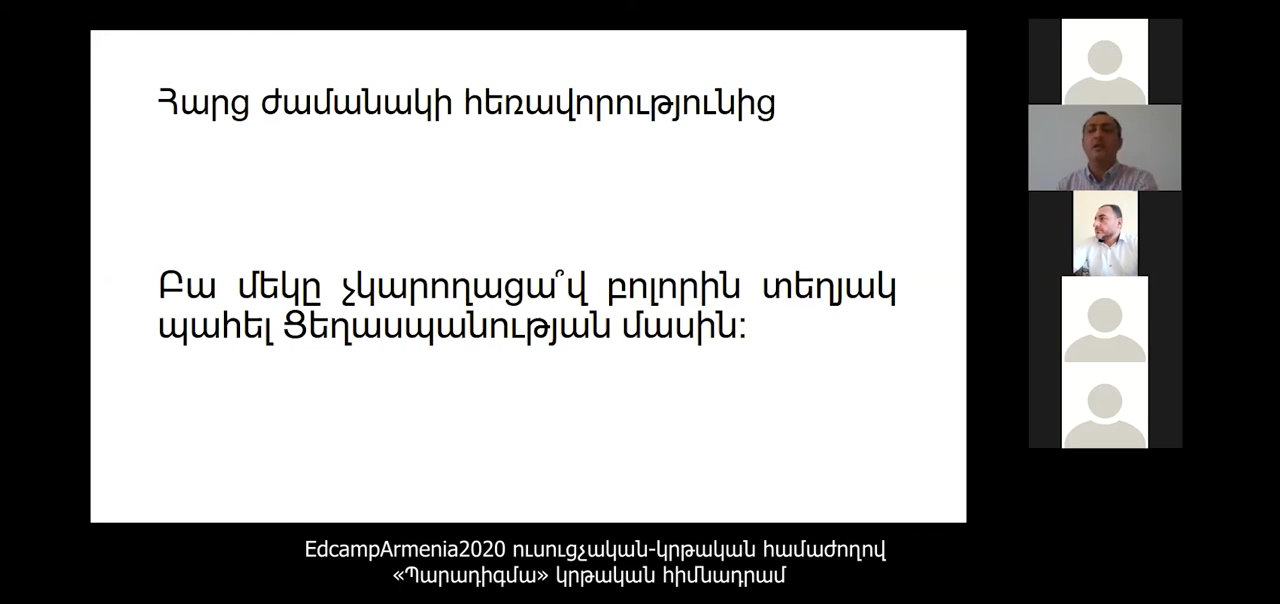 Հարց ժամանակի հեռավորությունից
Բա մեկը չկարողացա՞վ բոլորին տեղյակ
պահել Ցեղասպանության մասին:
EdcampArmenia2020 ուսուցչական-կրթական համաժողով
«Պարադիգմա» կրթական հիմնադրամ